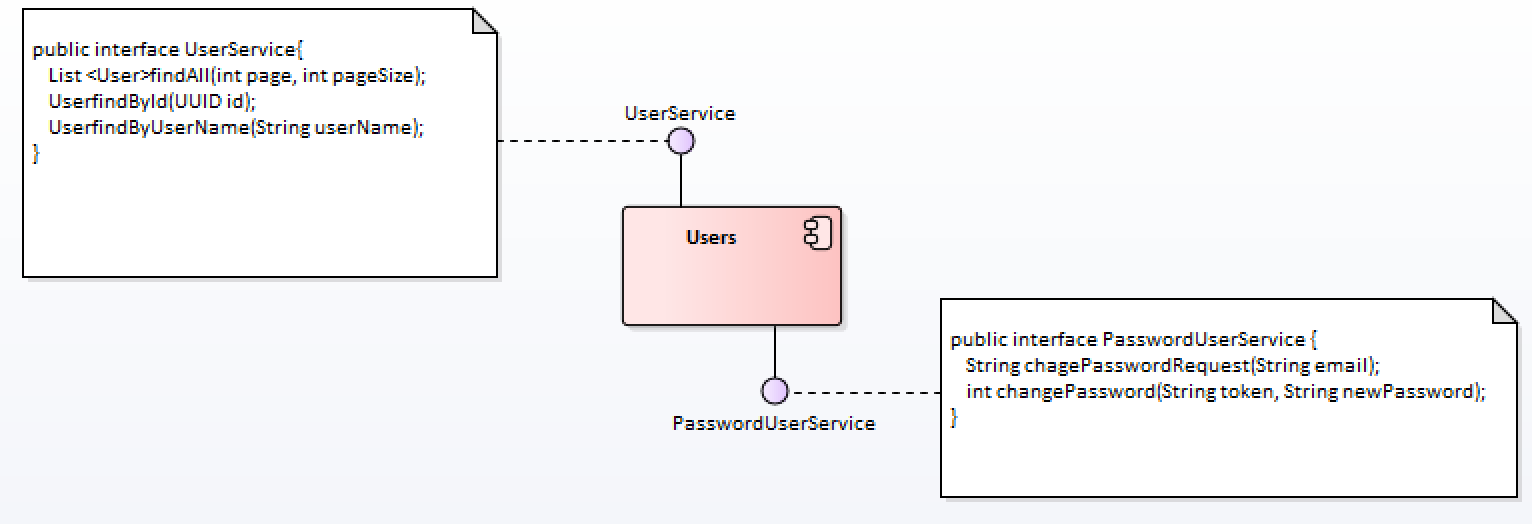 public interface UserService{
List <User>findAll(int page, int pageSize);
UserfindById(UUID id);
UserfindByUserName(String userName);
}
UserService
Users
PasswordUserService
public interface PasswordUserService {
String chagePasswordRequest(String email);
int changePassword(String token, String newPassword);
}